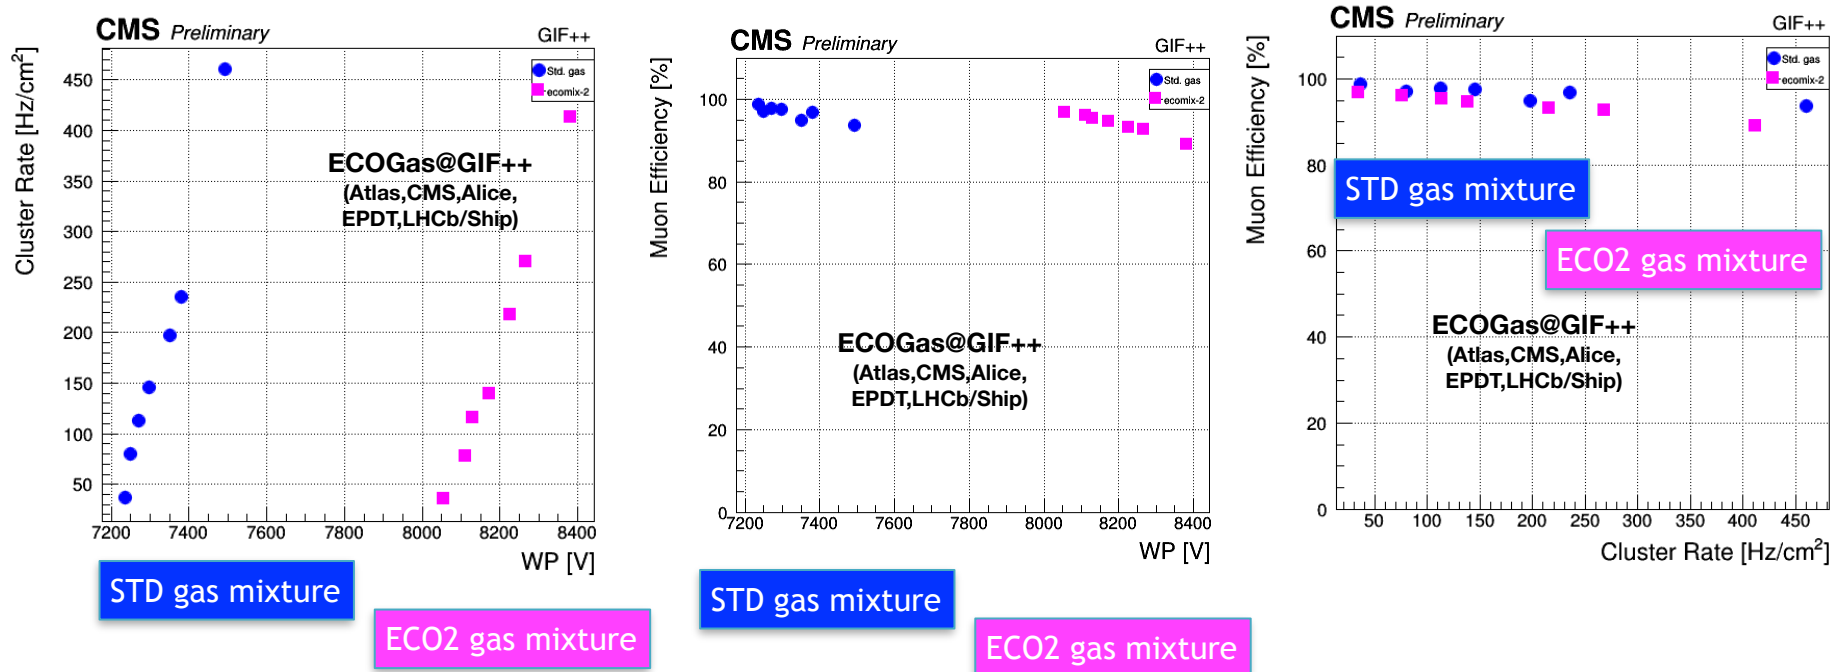 CMS Preliminary
GIF++
Std. gas
ecomix-2
Cluster Rate [Hz/cm²]
450
400
350
300
250
200
150
100
50
ECOGas@GIF++
(Atlas,CMS,Alice,
EPDT,LHCb/Ship)
7200 7400 7600 7800 8000 8200 8400
WP [V]
STD gas mixture
ECO2 gas mixture
CMS Preliminary
GIF++
Std. gas
ecomix-2
Muon Efficiency [%]
100
80
60
40
20
0
ECOGas@GIF++
(Atlas,CMS,Alice,
EPDT,LHCb/Ship)
7200 7400 7600 7800 8000 8200 8400
WP [V]
STD gas mixture
ECO2 gas mixture
CMS Preliminary
GIF++
Std. gas
ecomix-2
Muon Efficiency [%]
100
80
60
40
20
0
STD gas mixture
ECO2 gas mixture
ECOGas@GIF++
(Atlas,CMS,Alice,
EPDT,LHCb/Ship)
50 100 150 200 250 300 350 400 450
Cluster Rate [Hz/cm²]